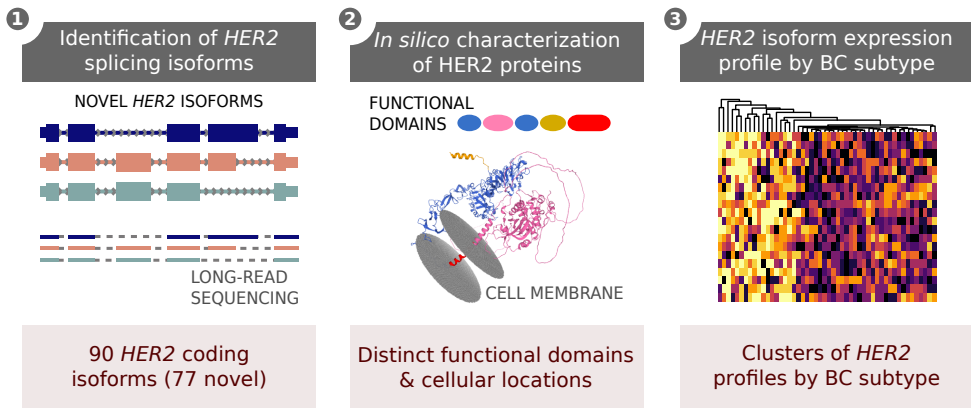 1
Identification of HER2
splicing isoforms
NOVEL HER2 ISOFORMS
LONG-READ
SEQUENCING
90 HER2 coding
isoforms (77 novel)
2
In silico characterization
of HER2 proteins
FUNCTIONAL
DOMAINS
CELL MEMBRANE
Distinct functional domains
& cellular locations
3
HER2 isoform expression
profile by BC subtype
Clusters of HER2
profiles by BC subtype